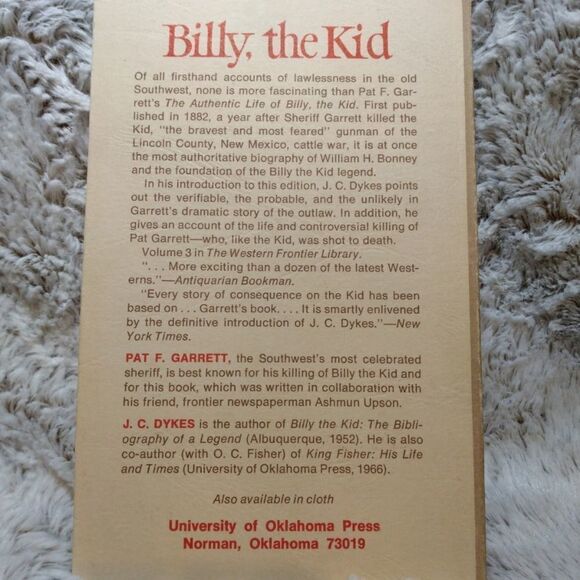 Billy, the Kid
Of all firsthand accounts of lawlessness in the old
Southwest, none is more fascinating than Pat F. Gar-
rett's The Authentic Life of Billy, the Kid. First pub-
lished in 1882, a year after Sheriff Garrett killed the
Kid, "the bravest and most feared" gunman of the
Lincoln County, New Mexico, cattle war, it is at once
the most authoritative biography of William H. Bonney
and the foundation of the Billy the Kid legend.
In his introduction to this edition, J. C. Dykes points
out the verifiable, the probable, and the unlikely in
Garrett's dramatic story of the outlaw. In addition, he
gives an account of the life and controversial killing of
Pat Garrett—who, like the Kid, was shot to death.
Volume 3 in The Western Frontier Library.
". . . More exciting than a dozen of the latest West-
erns."—Antiquarian Bookman.
"Every story of consequence on the Kid has been
based on . . . Garrett's book. . . . It is smartly enlivened
by the definitive introduction of J. C. Dykes."—New
York Times.
PAT F. GARRETT, the Southwest's most celebrated
sheriff, is best known for his killing of Billy the Kid and
for this book, which was written in collaboration with
his friend, frontier newspaperman Ashmun Upson.
J. C. DYKES is the author of Billy the Kid: The Bibli-
ography of a Legend (Albuquerque, 1952). He is also
co-author (with O. C. Fisher) of King Fisher: His Life
and Times (University of Oklahoma Press, 1966).
Also available in cloth
University of Oklahoma Press
Norman, Oklahoma 73019